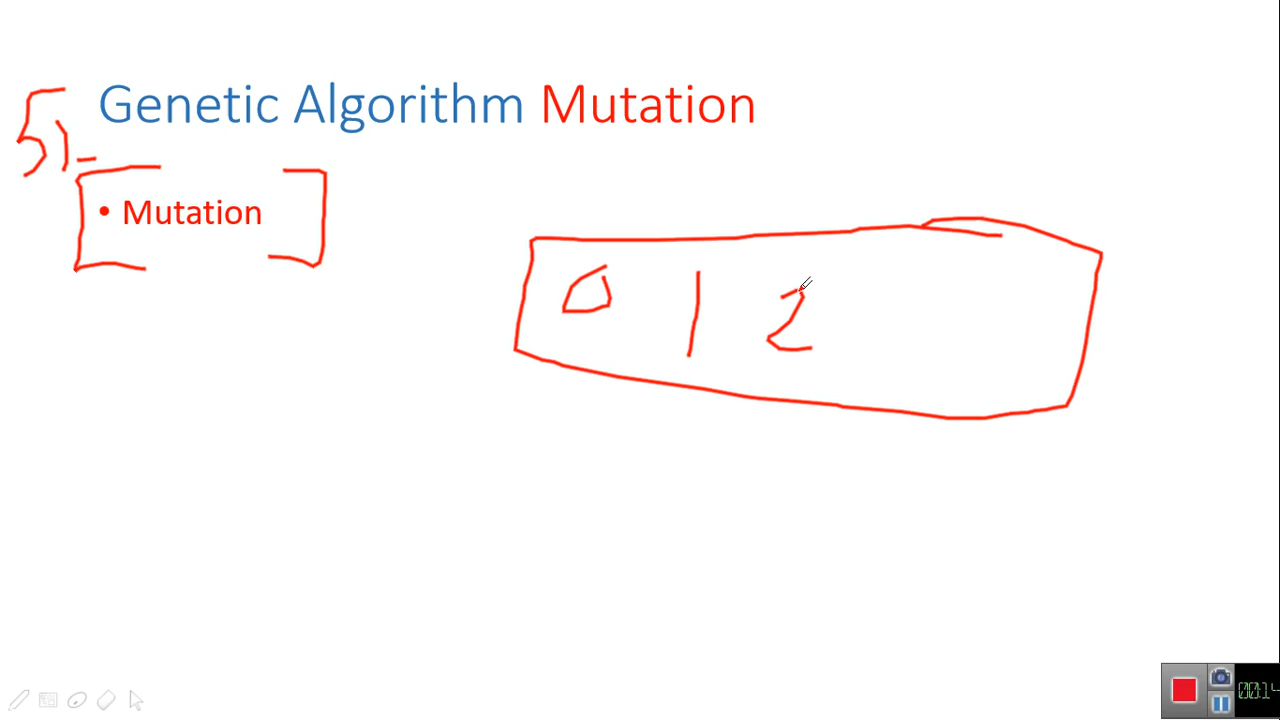 Genetic Algorithm Mutation
5)-
• Mutation
0 1 2